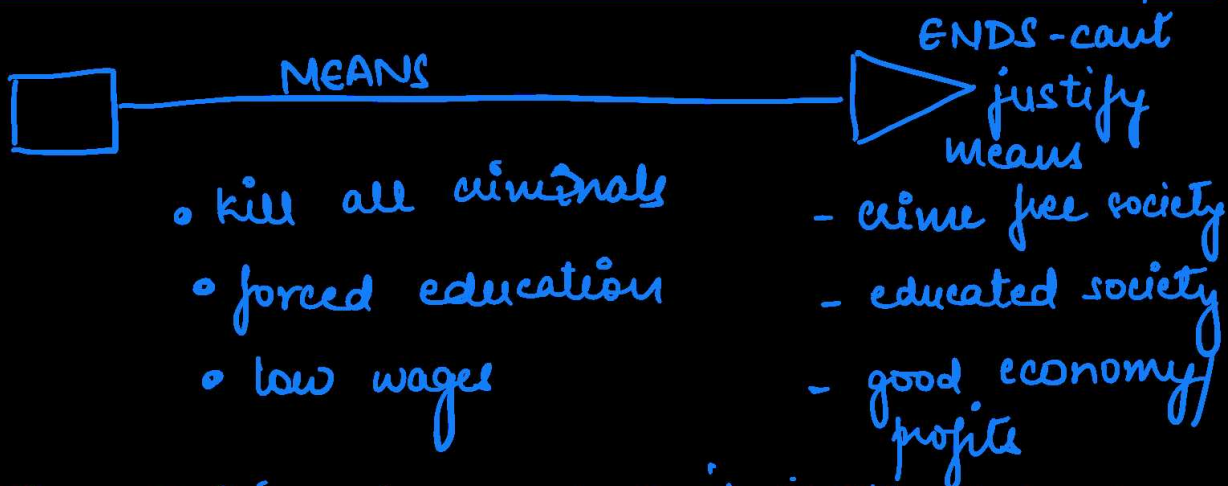 MEANS
ENDS - can't
justify
means
• kill all criminals
- crime free society
• forced education
- educated society
• low wages
- good economy/
profits